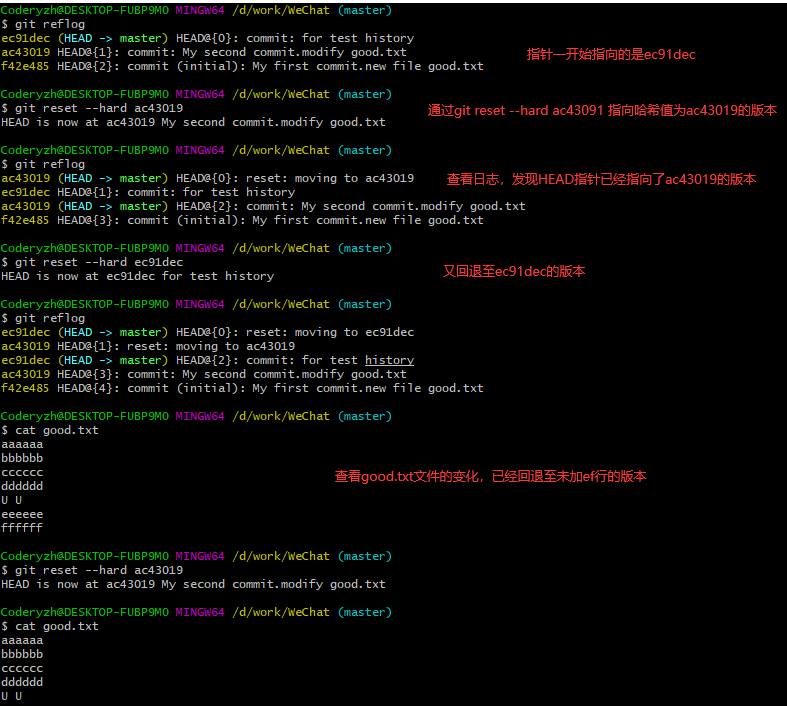 Coderyzh@DESKTOP-FUBP9MO MINGW64 /d/work/WeChat (master)
$ git reflog
ec91dec (HEAD -> master) HEAD@{0}: commit: for test history
ac43019 HEAD@{1}: commit: My second commit.modify good.txt
f42e485 HEAD@{2}: commit (initial): My first commit.new file good.txt
指针一开始指向的是ec91dec
Coderyzh@DESKTOP-FUBP9MO MINGW64 /d/work/WeChat (master)
$ git reset --hard ac43019
HEAD is now at ac43019 My second commit.modify good.txt
通过git reset --hard ac43091 指向哈希值为ac43019的版本
Coderyzh@DESKTOP-FUBP9MO MINGW64 /d/work/WeChat (master)
$ git reflog
ac43019 (HEAD -> master) HEAD@{0}: reset: moving to ac43019
查看日志，发现HEAD指针已经指向了ac43019的版本
ec91dec HEAD@{1}: commit: for test history
ac43019 (HEAD -> master) HEAD@{2}: commit: My second commit.modify good.txt
f42e485 HEAD@{3}: commit (initial): My first commit.new file good.txt
Coderyzh@DESKTOP-FUBP9MO MINGW64 /d/work/WeChat (master)
$ git reset --hard ec91dec
HEAD is now at ec91dec for test history
又回退至ec91dec的版本
Coderyzh@DESKTOP-FUBP9MO MINGW64 /d/work/WeChat (master)
$ git reflog
ec91dec (HEAD -> master) HEAD@{0}: reset: moving to ec91dec
ac43019 HEAD@{1}: reset: moving to ac43019
ec91dec (HEAD -> master) HEAD@{2}: commit: for test history
ac43019 HEAD@{3}: commit: My second commit.modify good.txt
f42e485 HEAD@{4}: commit (initial): My first commit.new file good.txt
Coderyzh@DESKTOP-FUBP9MO MINGW64 /d/work/WeChat (master)
$ cat good.txt
aaaaaa
bbbbbb
cccccc
查看good.txt文件的变化，已经回退至未加ef行的版本
dddddd
U U
eeeeee
ffffff
Coderyzh@DESKTOP-FUBP9MO MINGW64 /d/work/WeChat (master)
$ git reset --hard ac43019
HEAD is now at ac43019 My second commit.modify good.txt
Coderyzh@DESKTOP-FUBP9MO MINGW64 /d/work/WeChat (master)
$ cat good.txt
aaaaaa
bbbbbb
cccccc
dddddd
U U